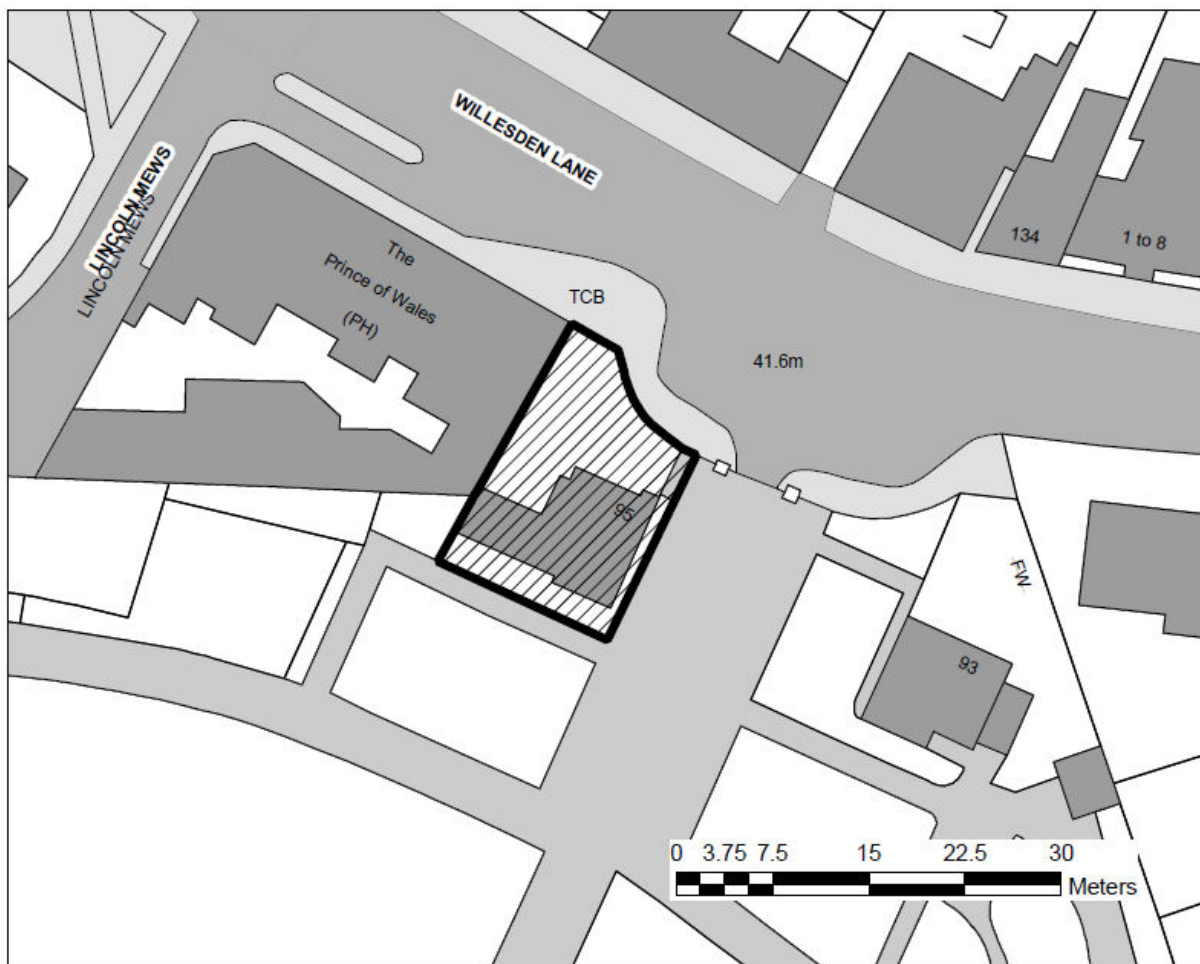 WILLESDEN LANE
LINCOLN MEWS
LINCOLN MEWS
The
Prince of Wales
(PH)
TCB
134
1 to 8
41.6m
95
FW
93
0 3.75 7.5 15 22.5 30
Meters